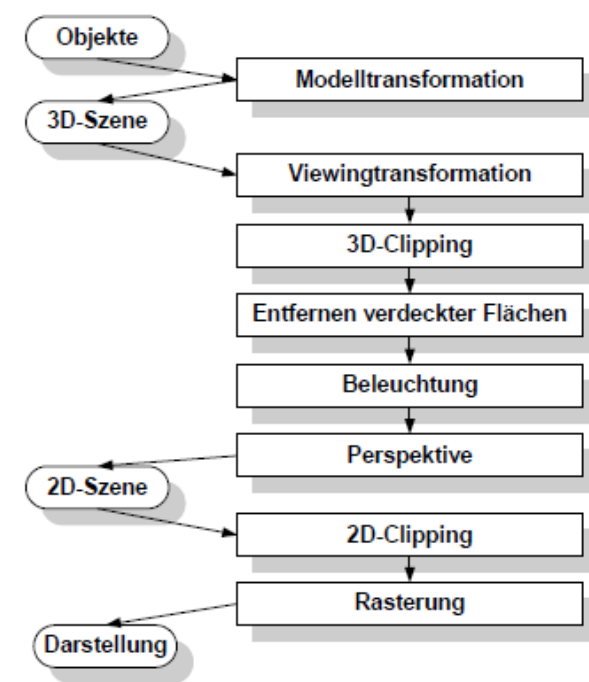 Objekte
Modelltransformation
3D-Szene
Viewingtransformation
3D-Clipping
Entfernen verdeckter Flächen
Beleuchtung
Perspektive
2D-Szene
2D-Clipping
Rasterung
Darstellung